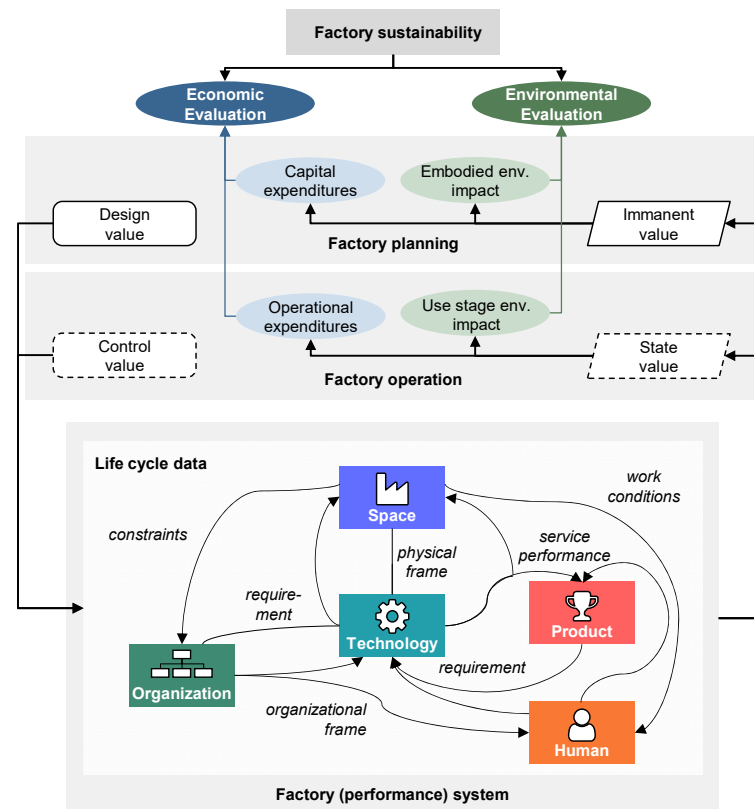 Factory sustainability
Economic
Evaluation
Environmental
Evaluation
Capital
expenditures
Embodied env.
impact
Design
value
Immanent
value
Factory planning
Operational
expenditures
Use stage env.
impact
Control
value
State
value
Factory operation
Life cycle data
work
conditions
Space
constraints
physical
frame
service
performance
require-
ment
Technology
Product
requirement
Organization
organizational
frame
Human
Factory (performance) system